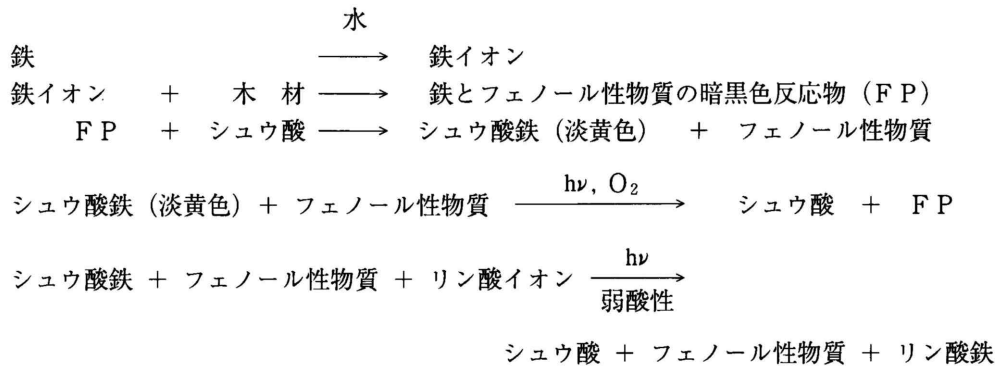 水
鉄 ⟶ 鉄イオン
鉄イオン + 木 材 ⟶ 鉄とフェノール性物質の暗黒色反応物（ＦＰ）
ＦＰ + シュウ酸 ⟶ シュウ酸鉄（淡黄色） + フェノール性物質
hν, O₂
シュウ酸鉄（淡黄色）+ フェノール性物質 ⟶ シュウ酸 + ＦＰ
hν
シュウ酸鉄 + フェノール性物質 + リン酸イオン ⟶
弱酸性
シュウ酸 + フェノール性物質 + リン酸鉄